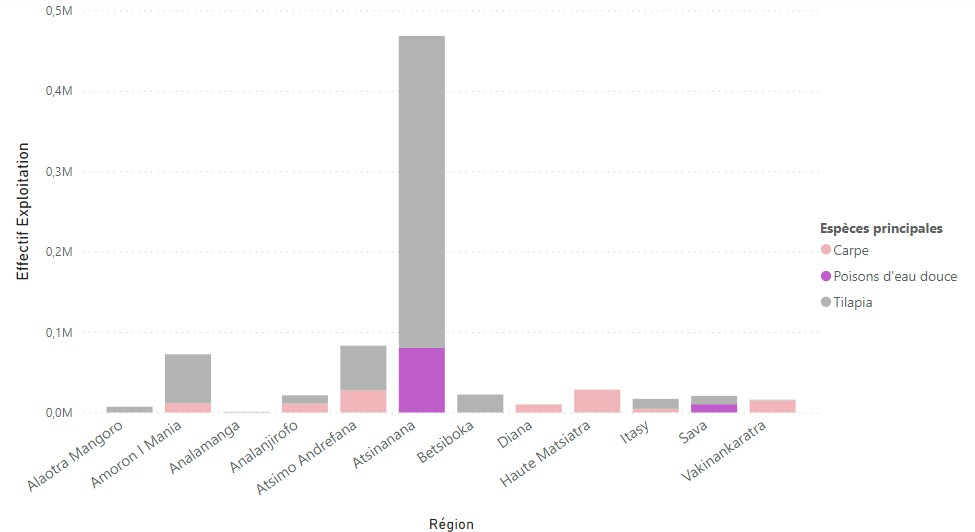 0,5M
0,4M
0,3M
0,2M
0,1M
0,0M
Effectif Exploitation
Alaotra Mangoro
Amoron I Mania
Analamanga
Analanjirofo
Atsimo Andrefana
Atsinanana
Betsiboka
Diana
Haute Matsiatra
Itasy
Sava
Vakinankaratra
Région
Espèces principales
Carpe
Poisons d'eau douce
Tilapia